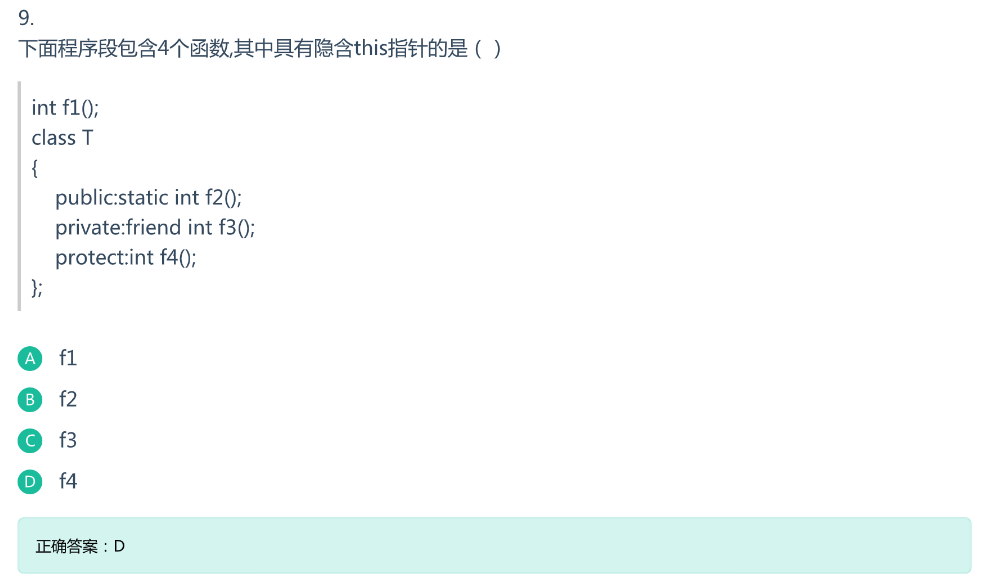 9.
下面程序段包含4个函数,其中具有隐含this指针的是（ ）
int f1();
class T
{
public:static int f2();
private:friend int f3();
protect:int f4();
};
A f1
B f2
C f3
D f4
正确答案：D